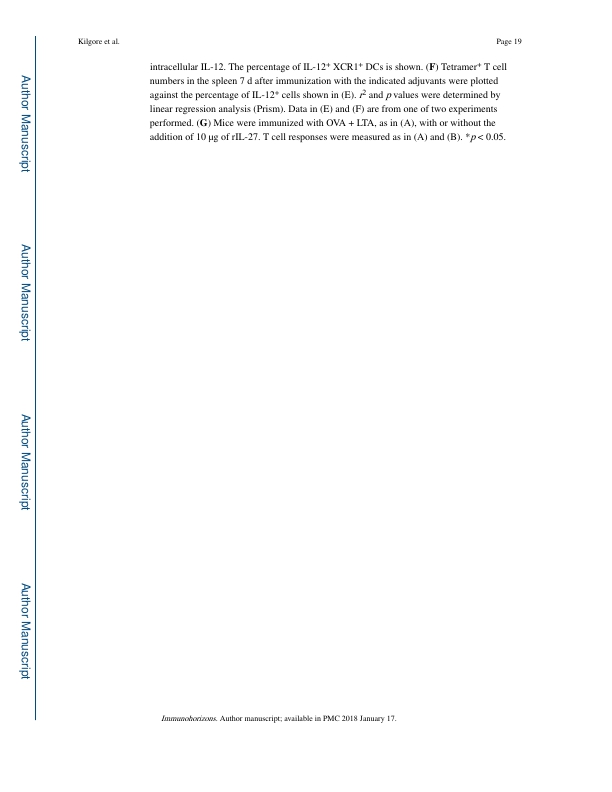 Kilgore et al.
Page 19
intracellular IL-12. The percentage of IL-12⁺ XCR1⁺ DCs is shown. (F) Tetramer⁺ T cell
numbers in the spleen 7 d after immunization with the indicated adjuvants were plotted
against the percentage of IL-12⁺ cells shown in (E). r² and p values were determined by
linear regression analysis (Prism). Data in (E) and (F) are from one of two experiments
performed. (G) Mice were immunized with OVA + LTA, as in (A), with or without the
addition of 10 μg of rIL-27. T cell responses were measured as in (A) and (B). *p < 0.05.
Author Manuscript
Author Manuscript
Author Manuscript
Author Manuscript
Immunohorizons. Author manuscript; available in PMC 2018 January 17.